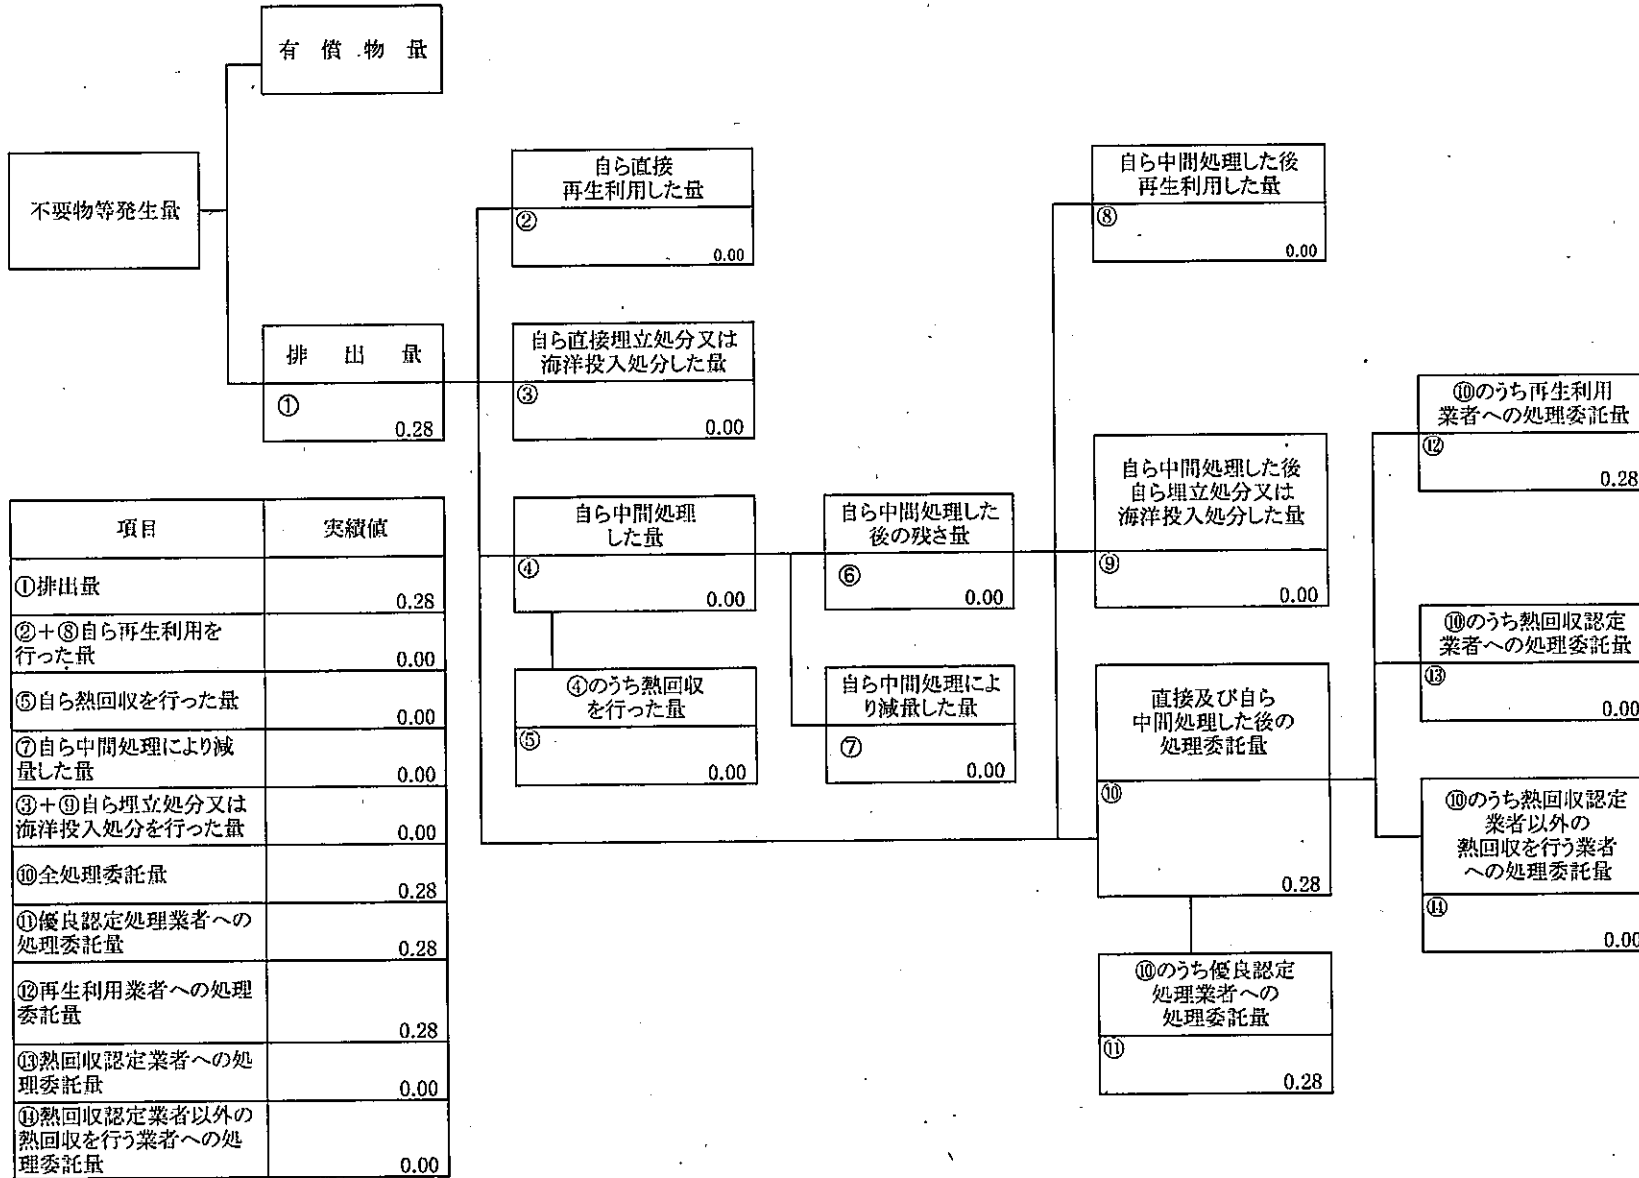 有償物量
不要物等発生量
排出量
①
0.28
自ら直接
再生利用した量
②
0.00
自ら直接埋立処分又は
海洋投入処分した量
③
0.00
自ら中間処理
した量
④
0.00
④のうち熱回収
を行った量
⑤
0.00
自ら中間処理した
後の残さ量
⑥
0.00
自ら中間処理によ
り減量した量
⑦
0.00
自ら中間処理した後
再生利用した量
⑧
0.00
自ら中間処理した後
自ら埋立処分又は
海洋投入処分した量
⑨
0.00
直接及び自ら
中間処理した後の
処理委託量
⑩
0.28
⑩のうち優良認定
処理業者への
処理委託量
⑪
0.28
⑩のうち再生利用
業者への処理委託量
⑫
0.28
⑩のうち熱回収認定
業者への処理委託量
⑬
0.00
⑩のうち熱回収認定
業者以外の
熱回収を行う業者
への処理委託量
⑭
0.00
項目 実績値
①排出量
0.28
②+⑧自ら再生利用を
行った量
0.00
⑤自ら熱回収を行った量
0.00
⑦自ら中間処理により減
量した量
0.00
③+⑨自ら埋立処分又は
海洋投入処分を行った量
0.00
⑩全処理委託量
0.28
⑪優良認定処理業者への
処理委託量
0.28
⑫再生利用業者への処理
委託量
0.28
⑬熱回収認定業者への処
理委託量
0.00
⑭熱回収認定業者以外の
熱回収を行う業者への処
理委託量
0.00